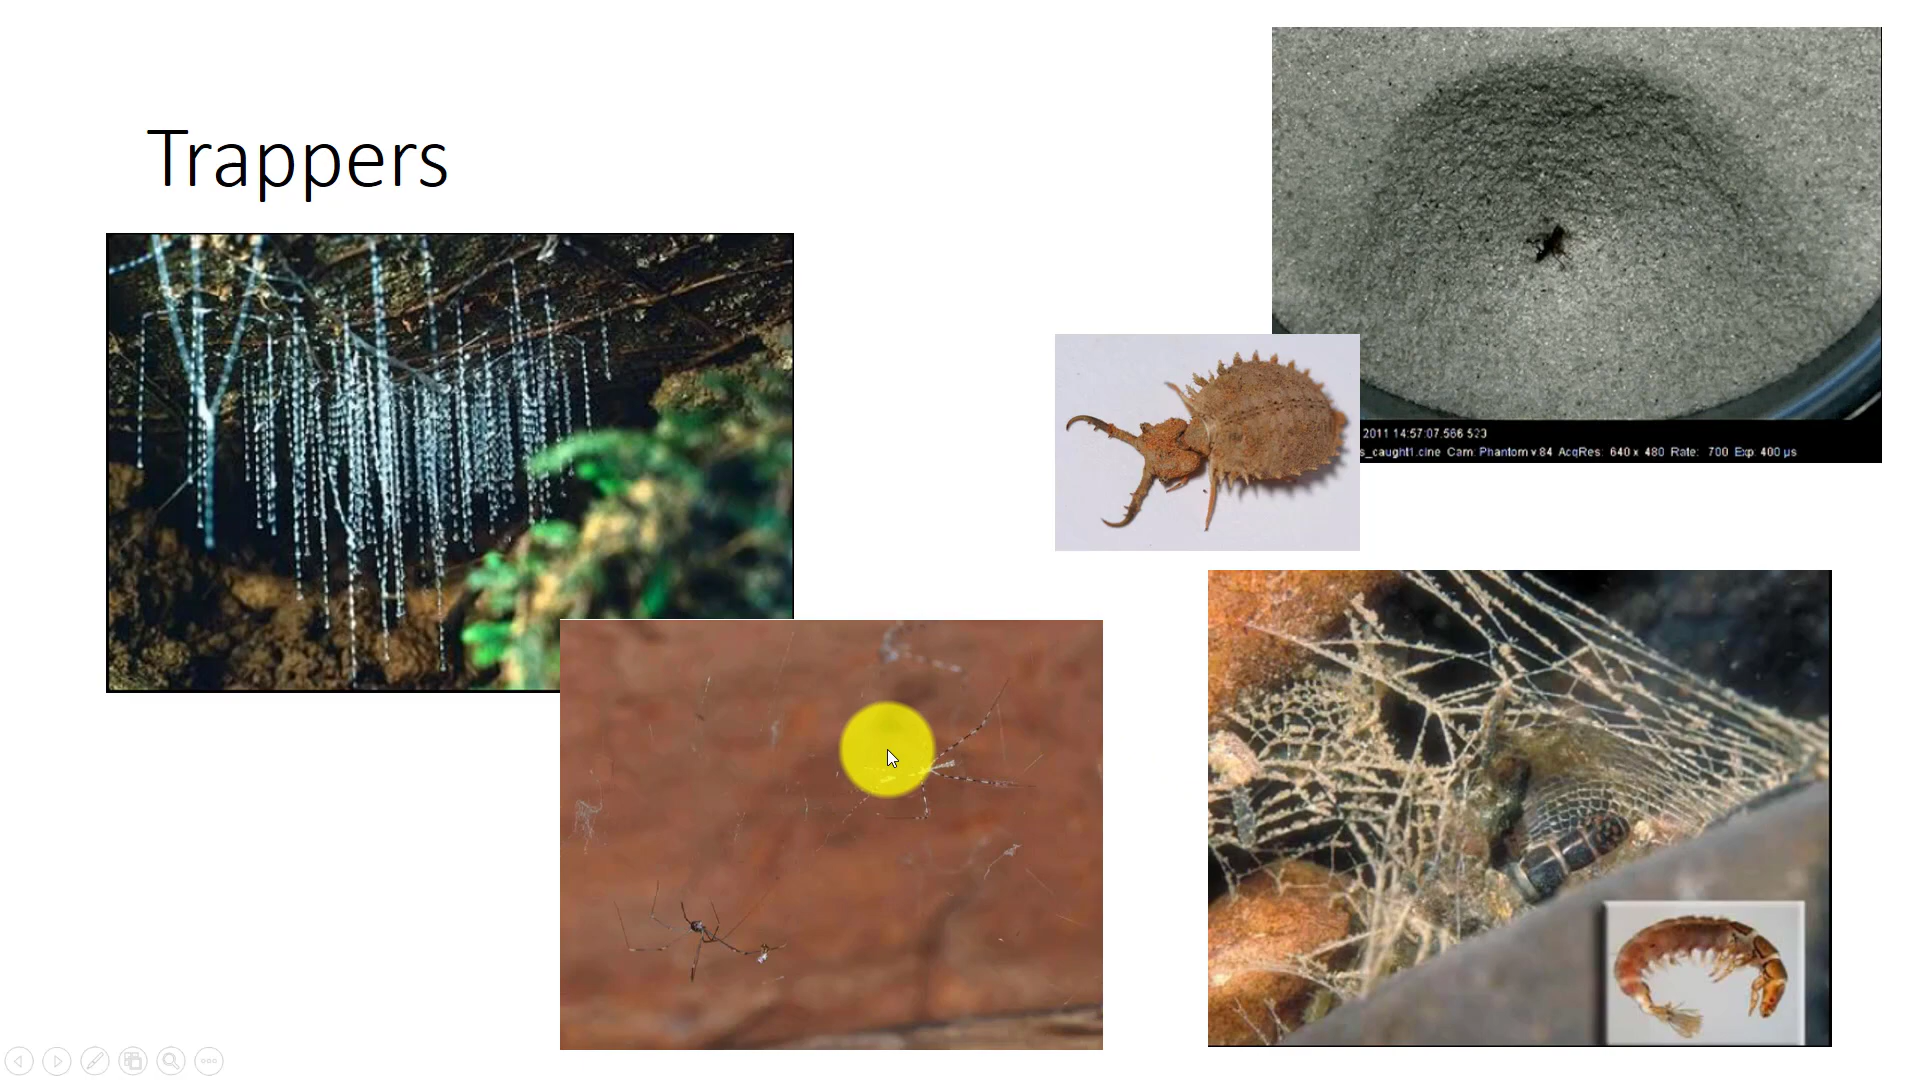 Trappers
2011 14:57:07.566 523
s_caught1.cine Cam: Phantom v.84 AcqRes: 640 x 480 Rate: 700 Exp: 400 µs